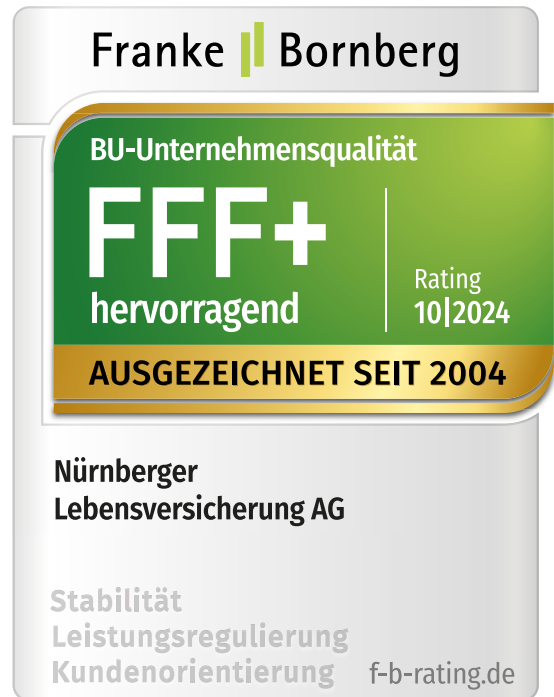 Franke Bornberg
BU-Unternehmensqualität
FFF+
hervorragend
Rating
10|2024
AUSGEZEICHNET SEIT 2004
Nürnberger
Lebensversicherung AG
Stabilität
Leistungsregulierung
Kundenorientierung
f-b-rating.de